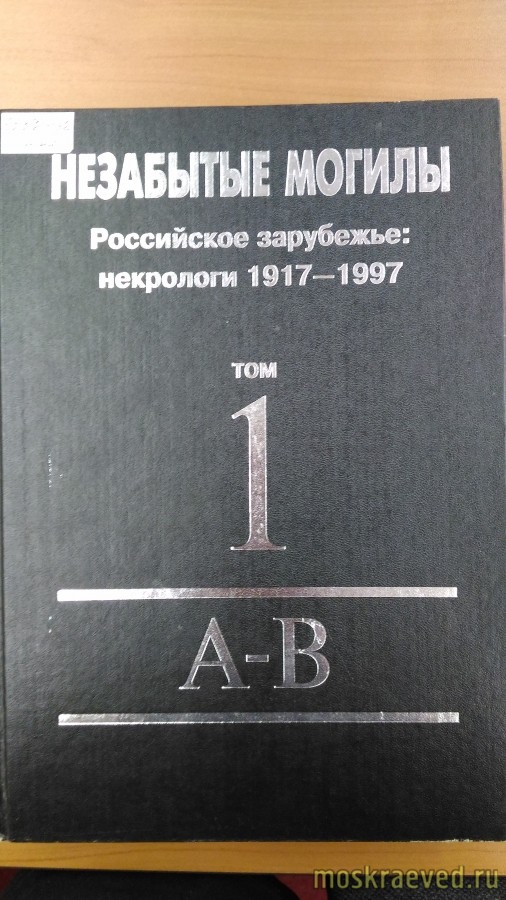 НЕЗАБЫТЫЕ МОГИЛЫ
Российское зарубежье:
некрологи 1917—1997
ТОМ
1
А-В
moskraeved.ru